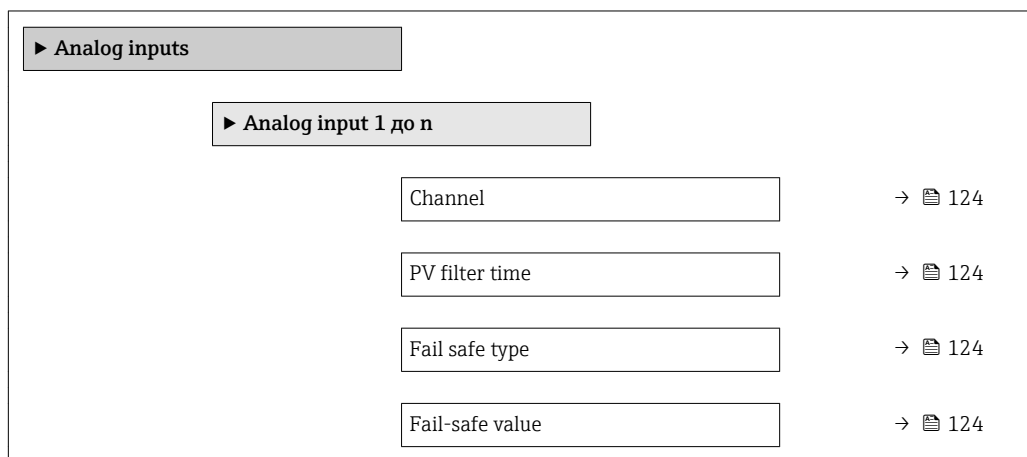 ► Analog inputs
► Analog input 1 до n
Channel → 124
PV filter time → 124
Fail safe type → 124
Fail-safe value → 124